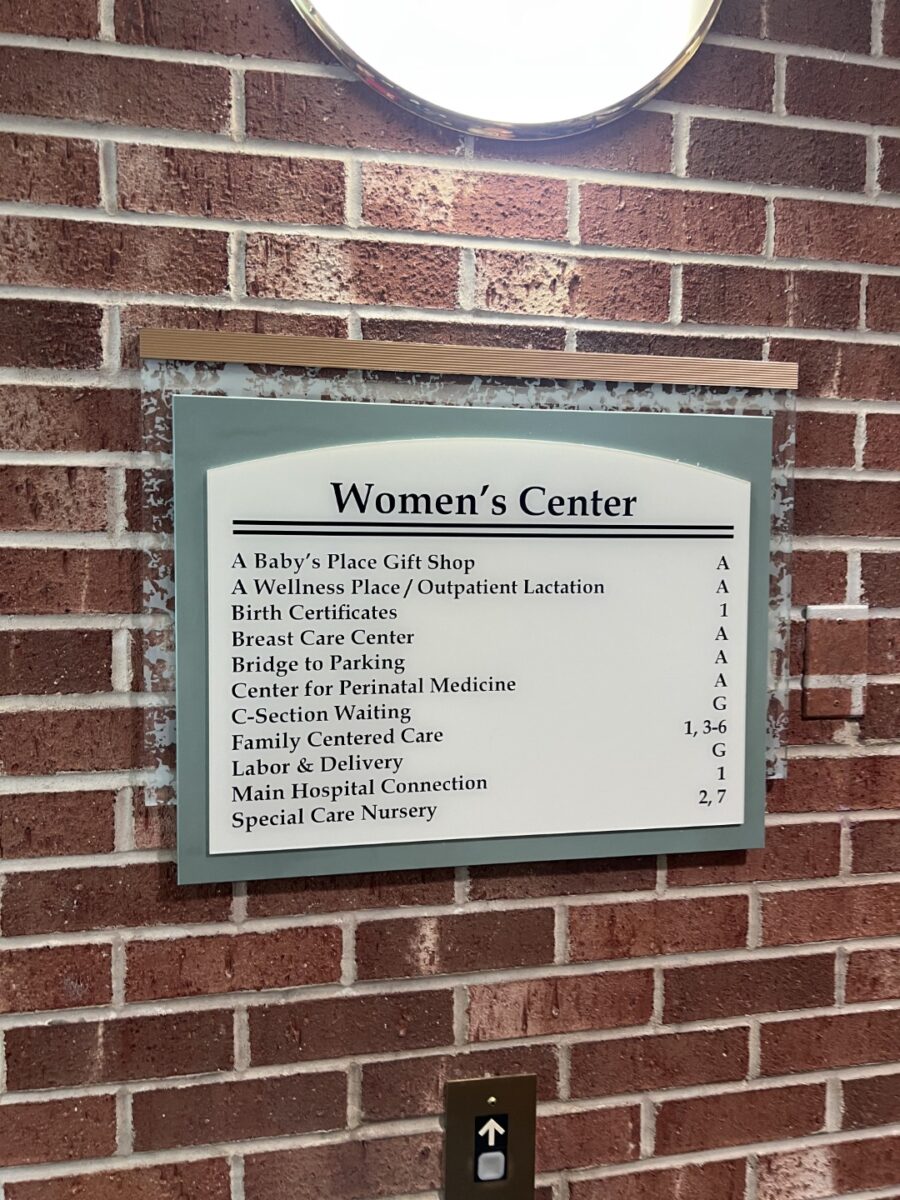 Women's Center
A Baby's Place Gift Shop A
A Wellness Place / Outpatient Lactation A
Birth Certificates 1
Breast Care Center A
Bridge to Parking A
Center for Perinatal Medicine A
C-Section Waiting G
Family Centered Care 1, 3-6
Labor & Delivery G
Main Hospital Connection 1
Special Care Nursery 2, 7